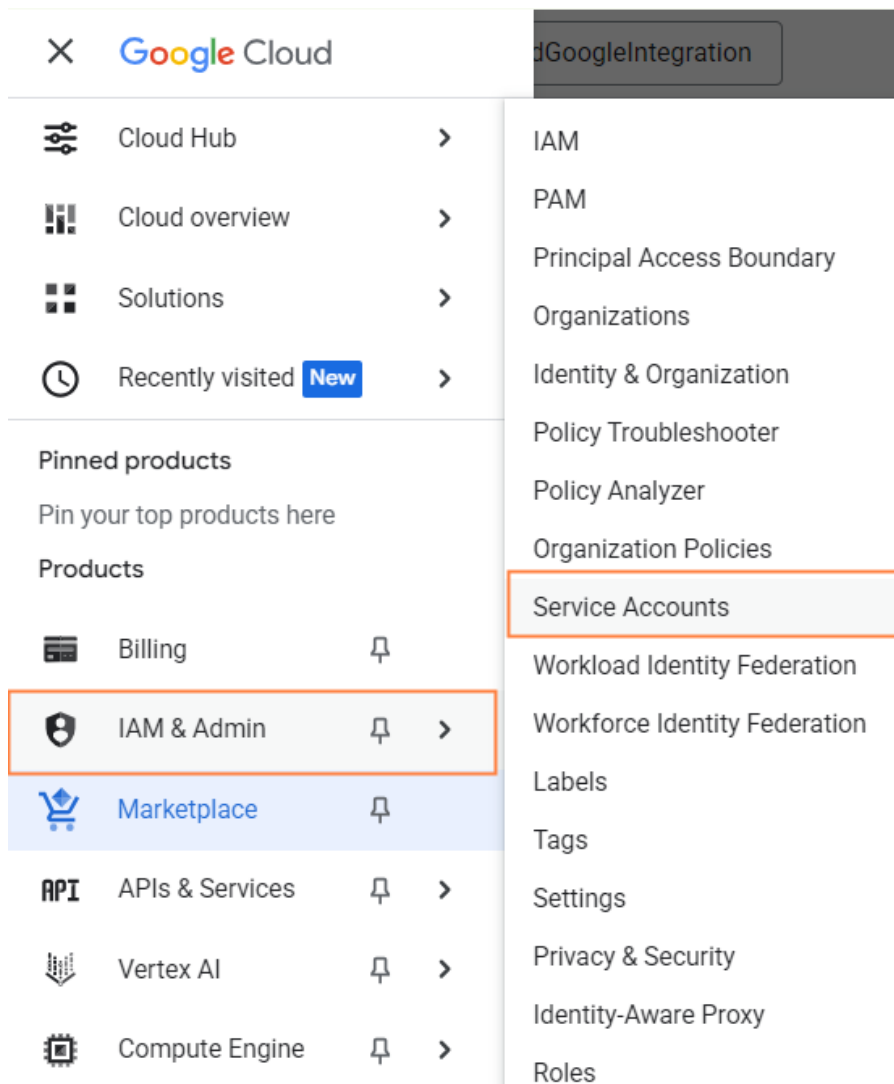 Google Cloud
dGoogleIntegration
Cloud Hub
Cloud overview
Solutions
Recently visited New
Pinned products
Pin your top products here
Products
Billing
IAM & Admin
Marketplace
API APIs & Services
Vertex AI
Compute Engine
IAM
PAM
Principal Access Boundary
Organizations
Identity & Organization
Policy Troubleshooter
Policy Analyzer
Organization Policies
Service Accounts
Workload Identity Federation
Workforce Identity Federation
Labels
Tags
Settings
Privacy & Security
Identity-Aware Proxy
Roles